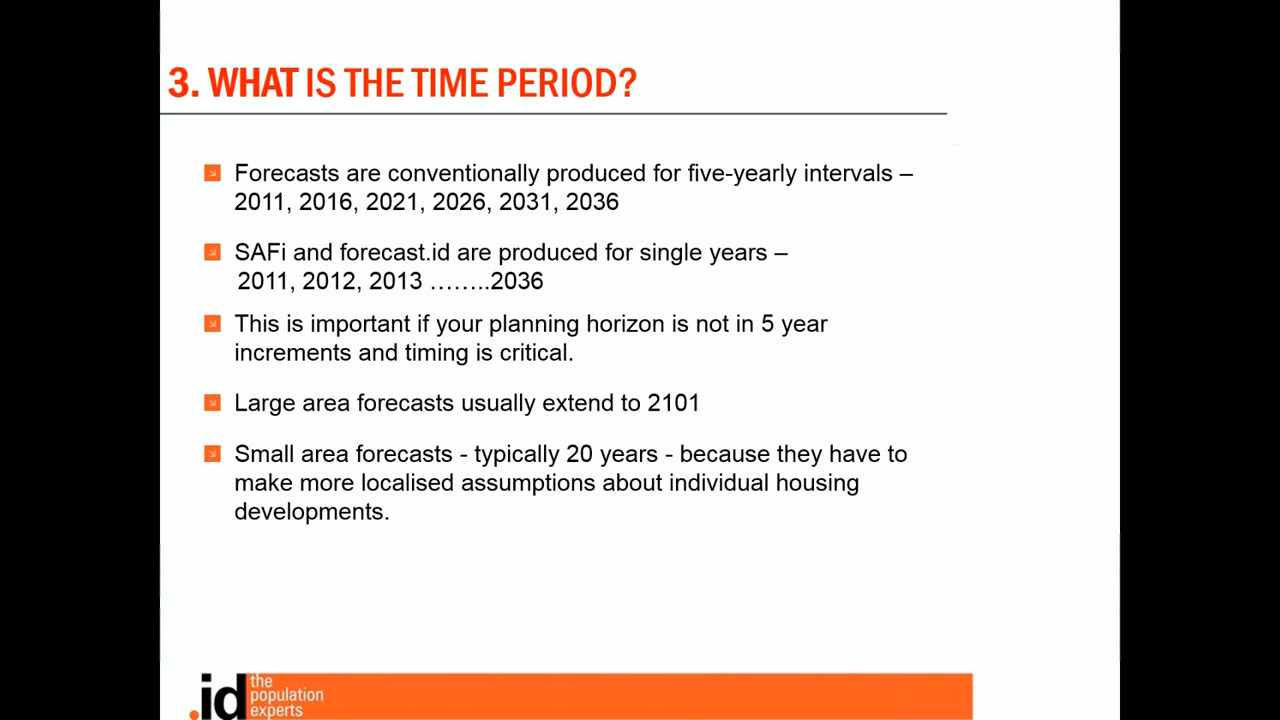 3. WHAT IS THE TIME PERIOD?
Forecasts are conventionally produced for five-yearly intervals –
2011, 2016, 2021, 2026, 2031, 2036
SAFi and forecast.id are produced for single years –
2011, 2012, 2013 ........2036
This is important if your planning horizon is not in 5 year
increments and timing is critical.
Large area forecasts usually extend to 2101
Small area forecasts - typically 20 years - because they have to
make more localised assumptions about individual housing
developments.
.id
the
population
experts